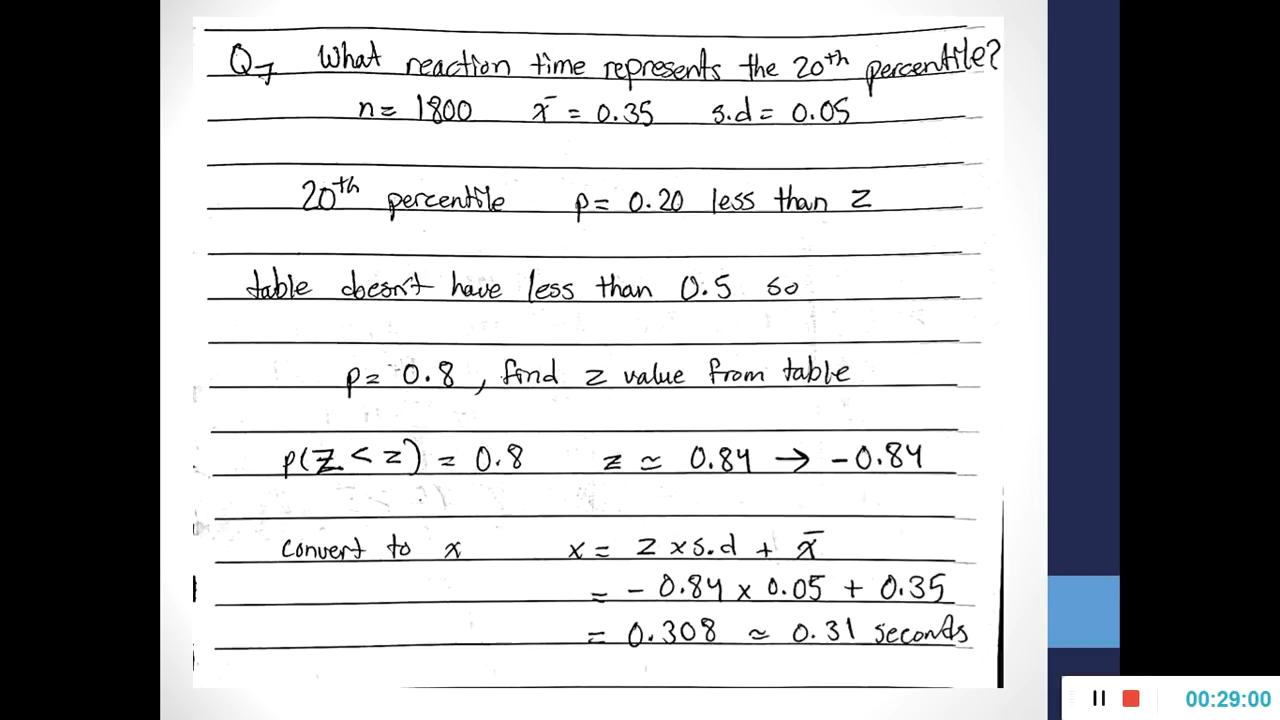 Q7 What reaction time represents the 20th percentile?
n = 1800 x̄ = 0.35 s.d = 0.05
20th percentile p = 0.20 less than z
table doesn't have less than 0.5 so
p = 0.8, find z value from table
p(Z < z) = 0.8 z ≃ 0.84 → -0.84
convert to x x = z × s.d + x̄
= - 0.84 × 0.05 + 0.35
= 0.308 ≃ 0.31 seconds
00:29:00